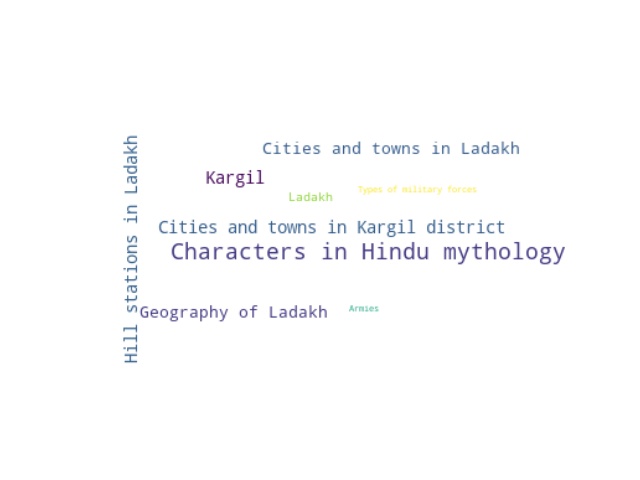 Cities and towns in Ladakh
Hill stations in Ladakh
Kargil
Types of military forces
Ladakh
Cities and towns in Kargil district
Characters in Hindu mythology
Geography of Ladakh
Armies